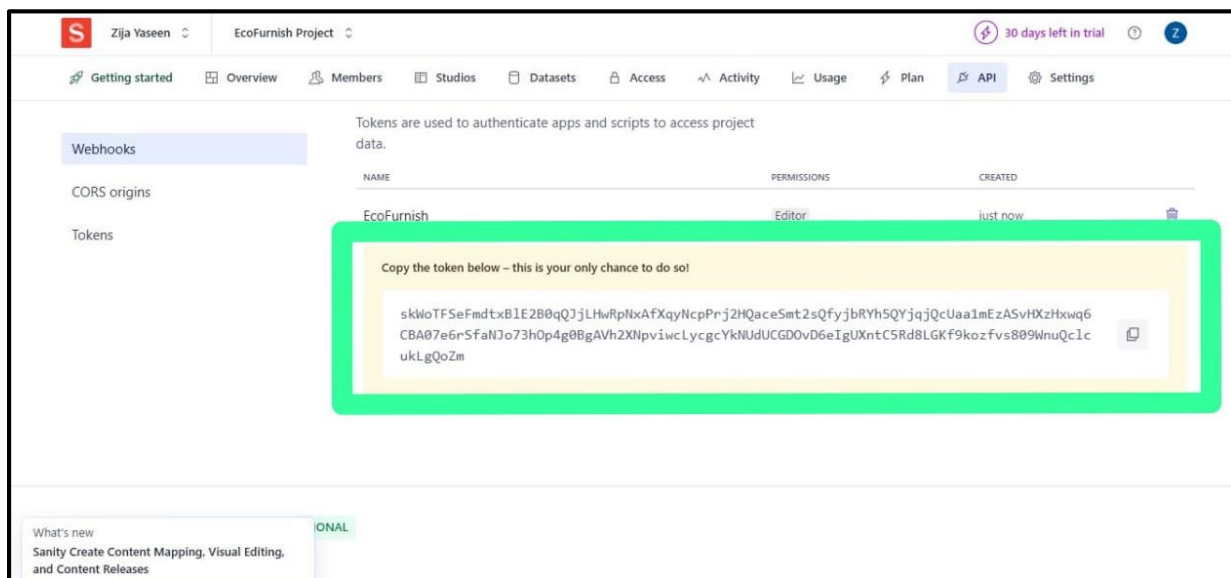 S Zija Yaseen EcoFurnish Project 30 days left in trial ? Z
Getting started Overview Members Studios Datasets Access Activity Usage Plan API Settings
Tokens are used to authenticate apps and scripts to access project
data.
Webhooks
CORS origins
Tokens
NAME PERMISSIONS CREATED
EcoFurnish Editor just now
Copy the token below – this is your only chance to do so!
skWoTFSeFmdtxBlE2B0qQJjLHwRpNxAfXqyNcpPrj2HQaceSmt2sQfyjbRYh5QYjqjQcUaa1mEzASvHXzHxwq6
CBA07e6rSfaNJo73hOp4g0BgAVh2XNpviwcLycgcYkNUdUCGDOvD6eIgUXntC5Rd8LGKf9kozfvs809WnuQclc
ukLgQoZm
IONAL
What's new
Sanity Create Content Mapping, Visual Editing,
and Content Releases